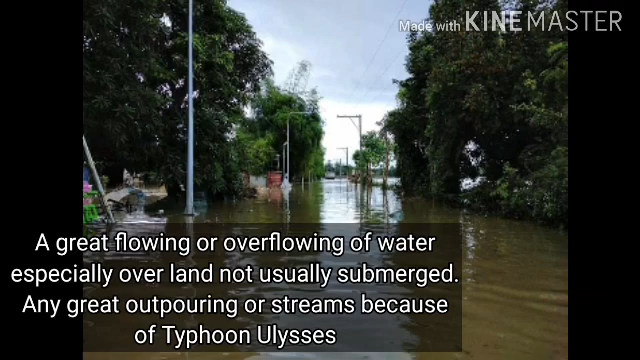 Made with KINEMASTER
A great flowing or overflowing of water
especially over land not usually submerged.
Any great outpouring or streams because
of Typhoon Ulysses